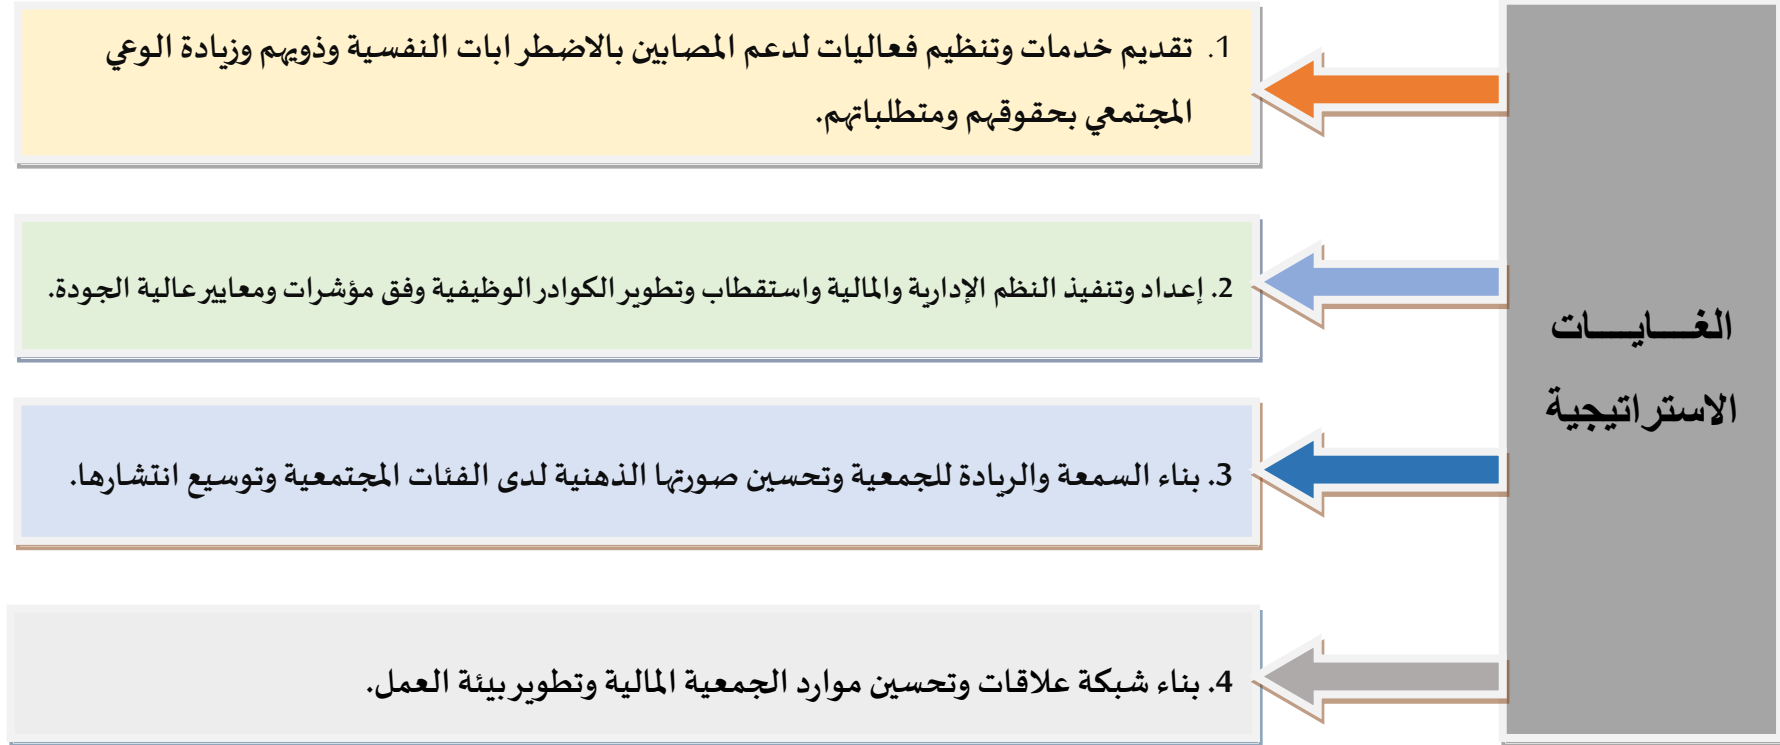 الغايات
الاستراتيجية
1. تقديم خدمات وتنظيم فعاليات لدعم المصابين بالاضطرابات النفسية وذويهم وزيادة الوعي
المجتمعي بحقوقهم ومتطلباتهم.
2. إعداد وتنفيذ النظم الإدارية والمالية واستقطاب وتطوير الكوادر الوظيفية وفق مؤشرات ومعايير عالية الجودة.
3. بناء السمعة والريادة للجمعية وتحسين صورتها الذهنية لدى الفئات المجتمعية وتوسيع انتشارها.
4. بناء شبكة علاقات وتحسين موارد الجمعية المالية وتطوير بيئة العمل.